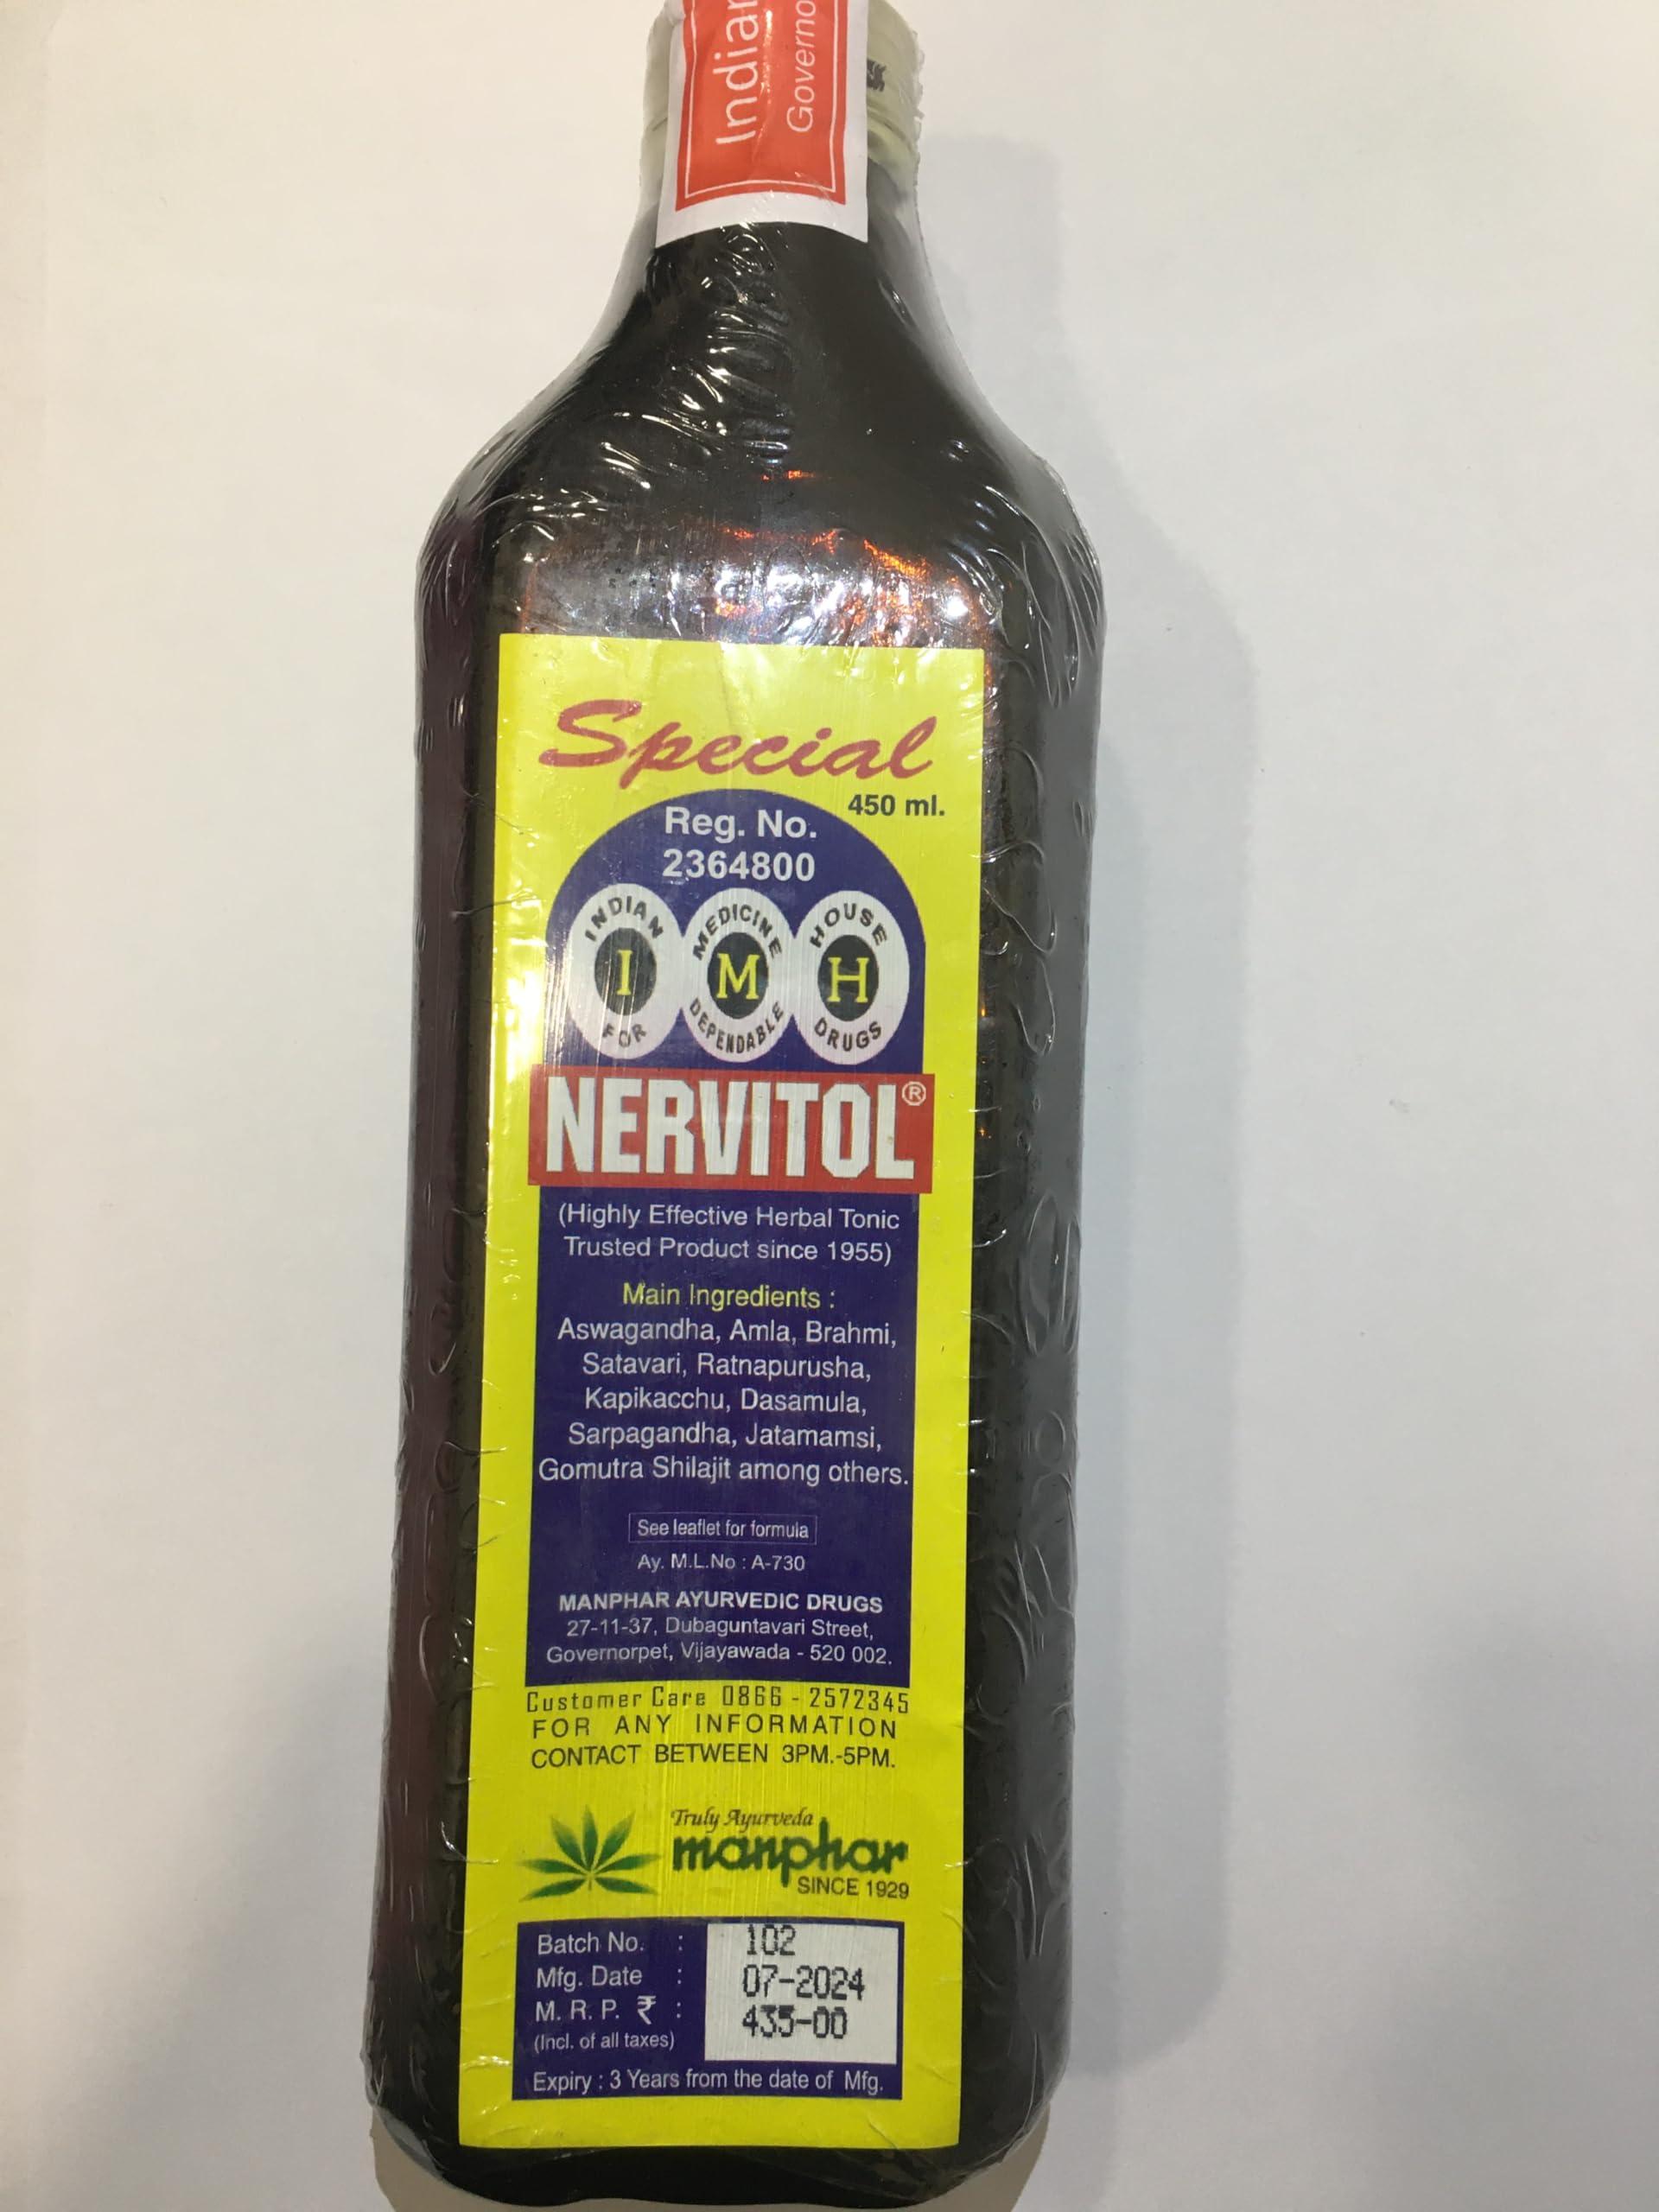 Indian
Governo
Special
450 ml.
Reg. No.
2364800
INDIAN MEDICINE HOUSE
I M H
FOR DEPENDABLE DRUGS
NERVITOL®
(Highly Effective Herbal Tonic
Trusted Product since 1955)
Main Ingredients :
Aswagandha, Amla, Brahmi,
Satavari, Ratnapurusha,
Kapikacchu, Dasamula,
Sarpagandha, Jatamamsi,
Gomutra Shilajit among others.
See leaflet for formula
Ay. M.L.No : A-730
MANPHAR AYURVEDIC DRUGS
27-11-37, Dubaguntavari Street,
Governorpet, Vijayawada - 520 002.
Customer Care 0866 - 2572345
FOR ANY INFORMATION
CONTACT BETWEEN 3PM.-5PM.
Truly Ayurveda
manphar
SINCE 1929
Batch No. : 102
Mfg. Date : 07-2024
M. R. P. ₹ : 435-00
(Incl. of all taxes)
Expiry : 3 Years from the date of Mfg.